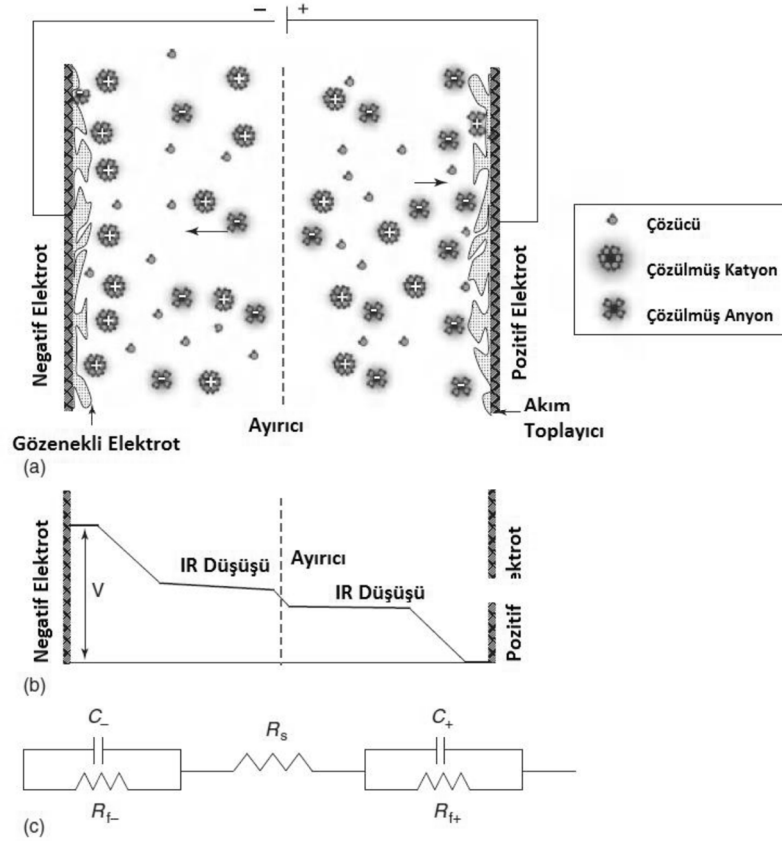 − +
Negatif Elektrot
Pozitif Elektrot
Çözücü
Çözülmüş Katyon
Çözülmüş Anyon
Ayırıcı
Akım
Toplayıcı
Gözenekli Elektrot
(a)
Negatif Elektrot
V
IR Düşüşü
Ayırıcı
IR Düşüşü
Pozitif ektrot
(b)
C−
Rs
C+
Rf−
Rf+
(c)